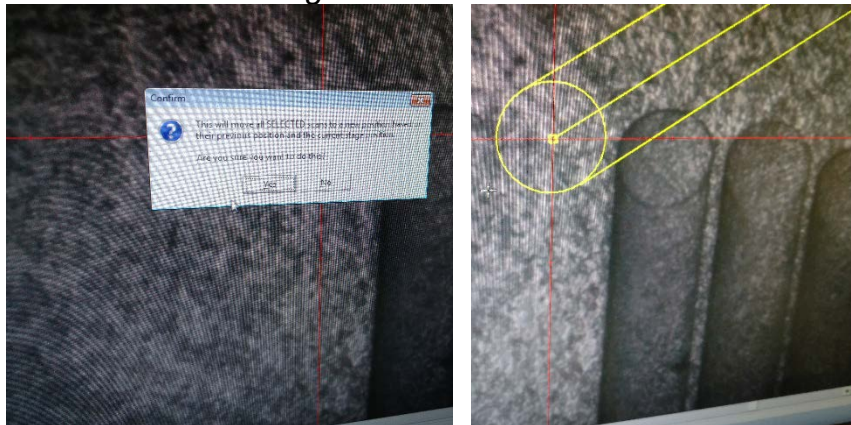 Confirm
This will move all SELECTED scans to a new position based
their previous position and the current stage position.
Are you sure you want to do this?
Yes
No